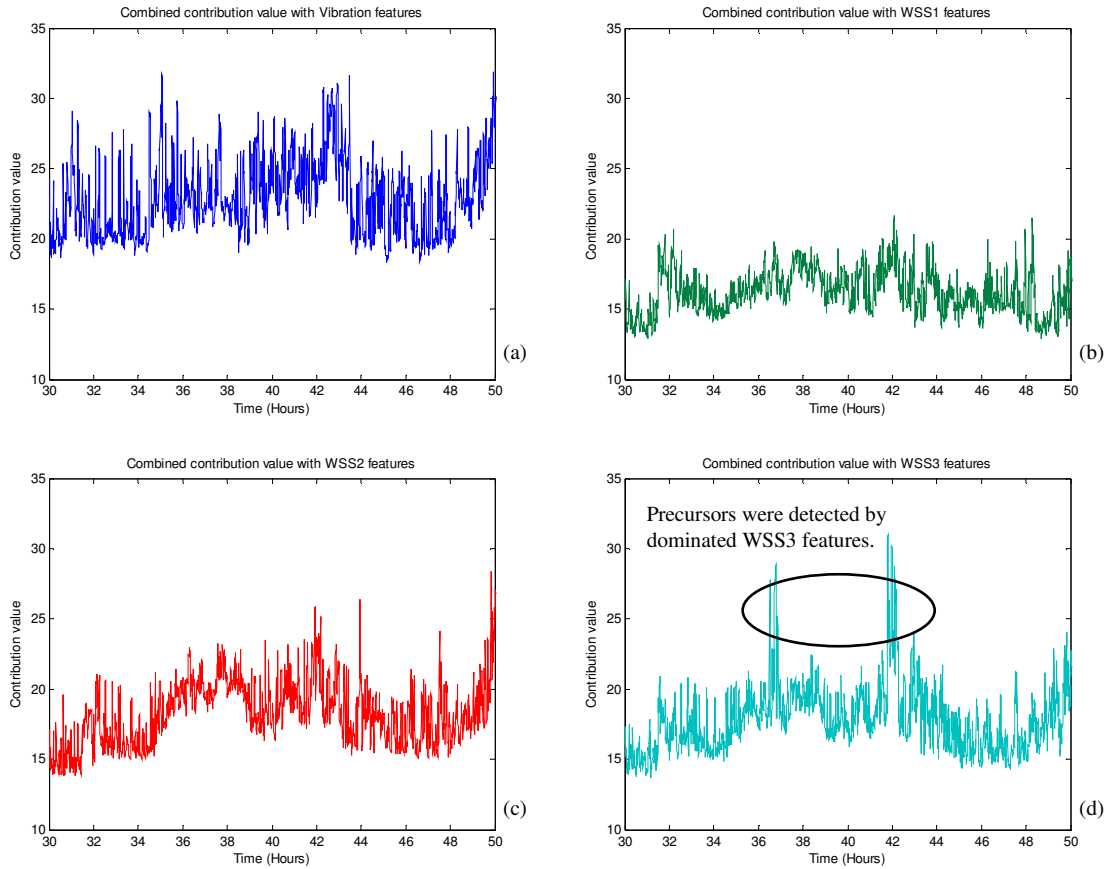 Combined contribution value with Vibration features
35
30
25
20
15
10
Contribution value
30 32 34 36 38 40 42 44 46 48 50
Time (Hours)
(a)
Combined contribution value with WSS1 features
35
30
25
20
15
10
Contribution value
30 32 34 36 38 40 42 44 46 48 50
Time (Hours)
(b)
Combined contribution value with WSS2 features
35
30
25
20
15
10
Contribution value
30 32 34 36 38 40 42 44 46 48 50
Time (Hours)
(c)
Combined contribution value with WSS3 features
35
30
25
20
15
10
Contribution value
Precursors were detected by
dominated WSS3 features.
30 32 34 36 38 40 42 44 46 48 50
Time (Hours)
(d)